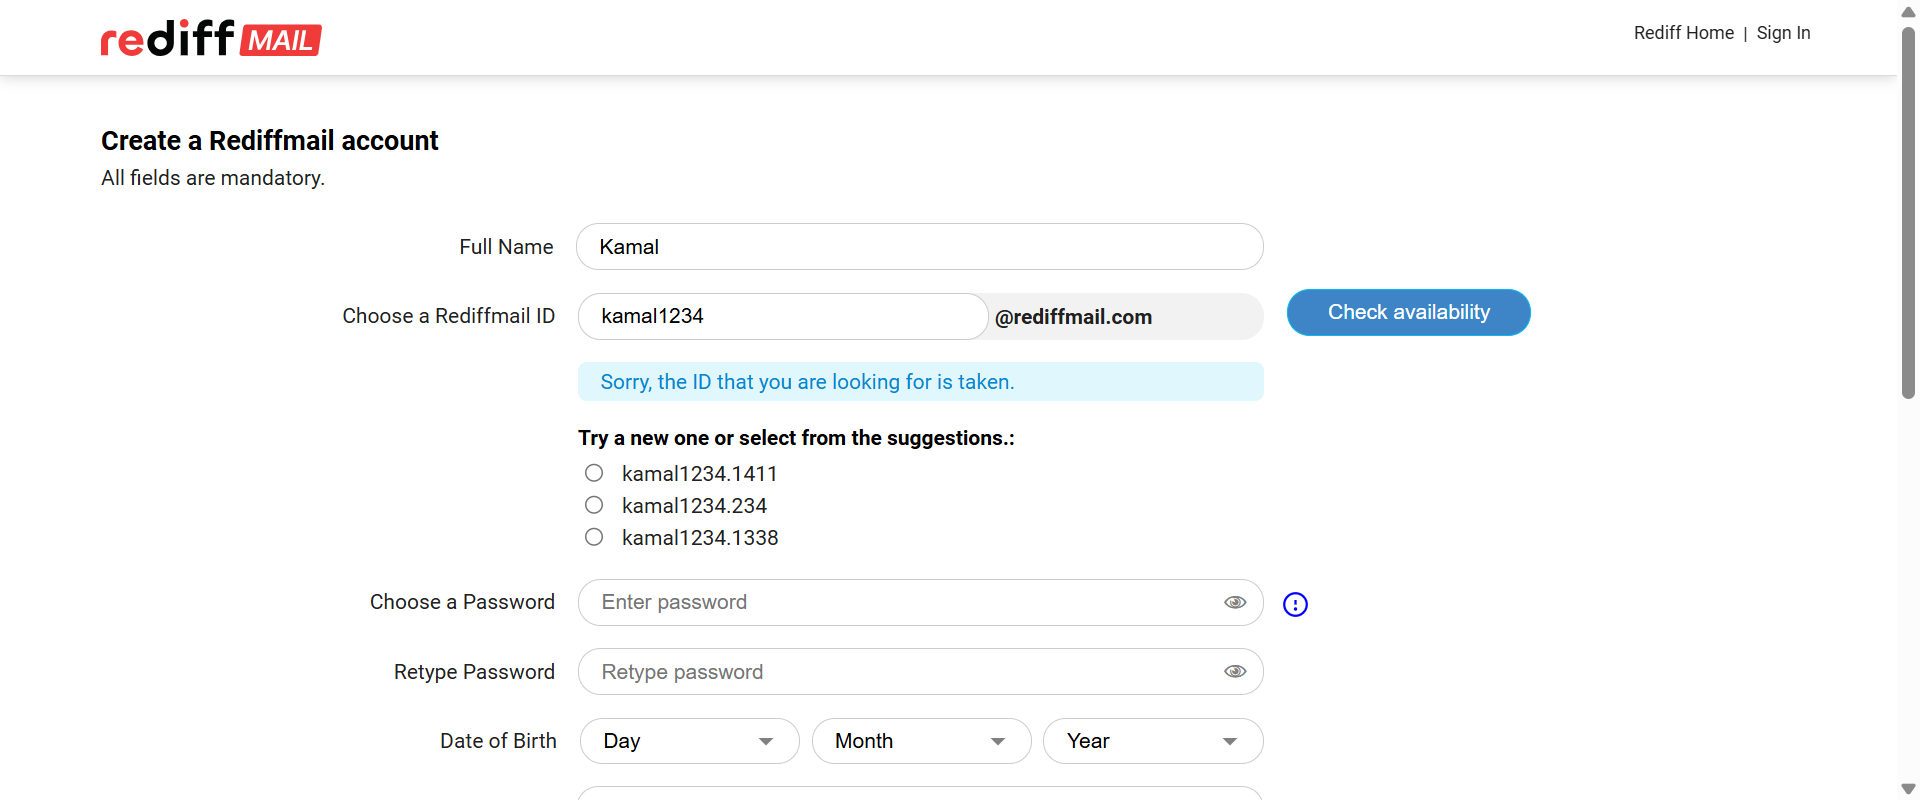 rediff MAIL
Rediff Home | Sign In
Create a Rediffmail account
All fields are mandatory.
Full Name Kamal
Choose a Rediffmail ID kamal1234 @rediffmail.com Check availability
Sorry, the ID that you are looking for is taken.
Try a new one or select from the suggestions.:
kamal1234.1411
kamal1234.234
kamal1234.1338
Choose a Password Enter password
Retype Password Retype password
Date of Birth Day Month Year